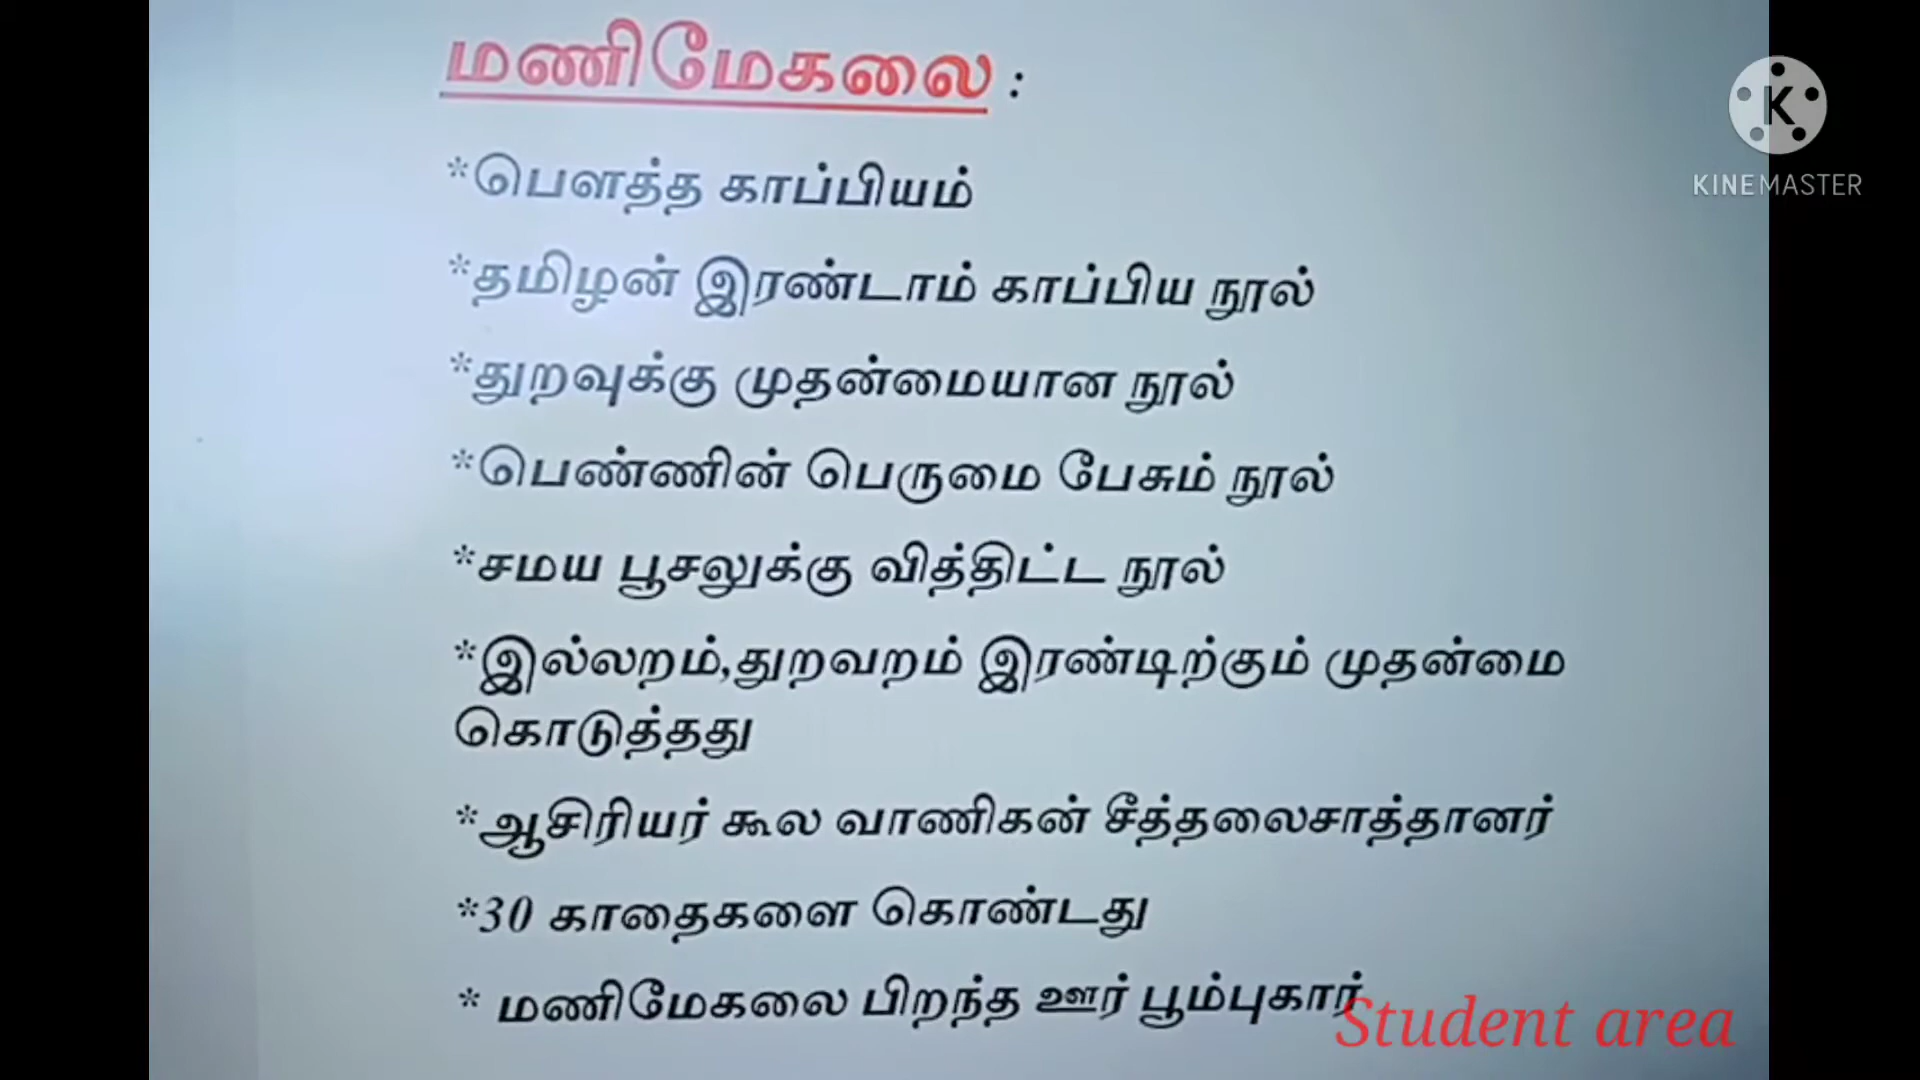 மணிமேகலை :
*பௌத்த காப்பியம்
*தமிழன் இரண்டாம் காப்பிய நூல்
*துறவுக்கு முதன்மையான நூல்
*பெண்ணின் பெருமை பேசும் நூல்
*சமய பூசலுக்கு வித்திட்ட நூல்
*இல்லறம்,துறவறம் இரண்டிற்கும் முதன்மை
கொடுத்தது
*ஆசிரியர் கூல வாணிகன் சீத்தலைசாத்தானர்
*30 காதைகளை கொண்டது
* மணிமேகலை பிறந்த ஊர் பூம்புகார்
Student area
K
KINEMASTER